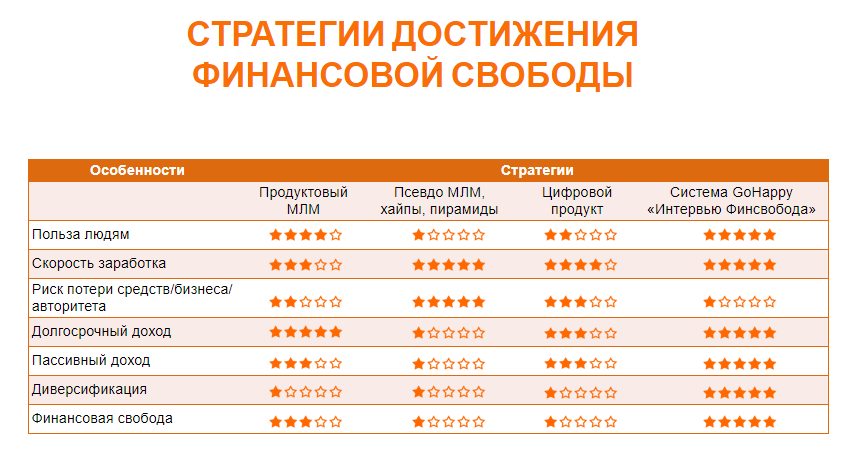 СТРАТЕГИИ ДОСТИЖЕНИЯ
ФИНАНСОВОЙ СВОБОДЫ
Особенности Стратегии
Продуктовый МЛМ Псевдо МЛМ, хайпы, пирамиды Цифровой продукт Система GoHappy «Интервью Финсвобода»
Польза людям ★★★★☆ ★☆☆☆☆ ★★☆☆☆ ★★★★★
Скорость заработка ★★★☆☆ ★★★★★ ★★★★☆ ★★★★★
Риск потери средств/бизнеса/
авторитета ★★☆☆☆ ★★★★★ ★★★☆☆ ★☆☆☆☆
Долгосрочный доход ★★★★★ ★☆☆☆☆ ★★★☆☆ ★★★★★
Пассивный доход ★★★☆☆ ★☆☆☆☆ ★★★☆☆ ★★★★★
Диверсификация ★☆☆☆☆ ★☆☆☆☆ ★☆☆☆☆ ★★★★★
Финансовая свобода ★★★☆☆ ★☆☆☆☆ ★☆☆☆☆ ★★★★★